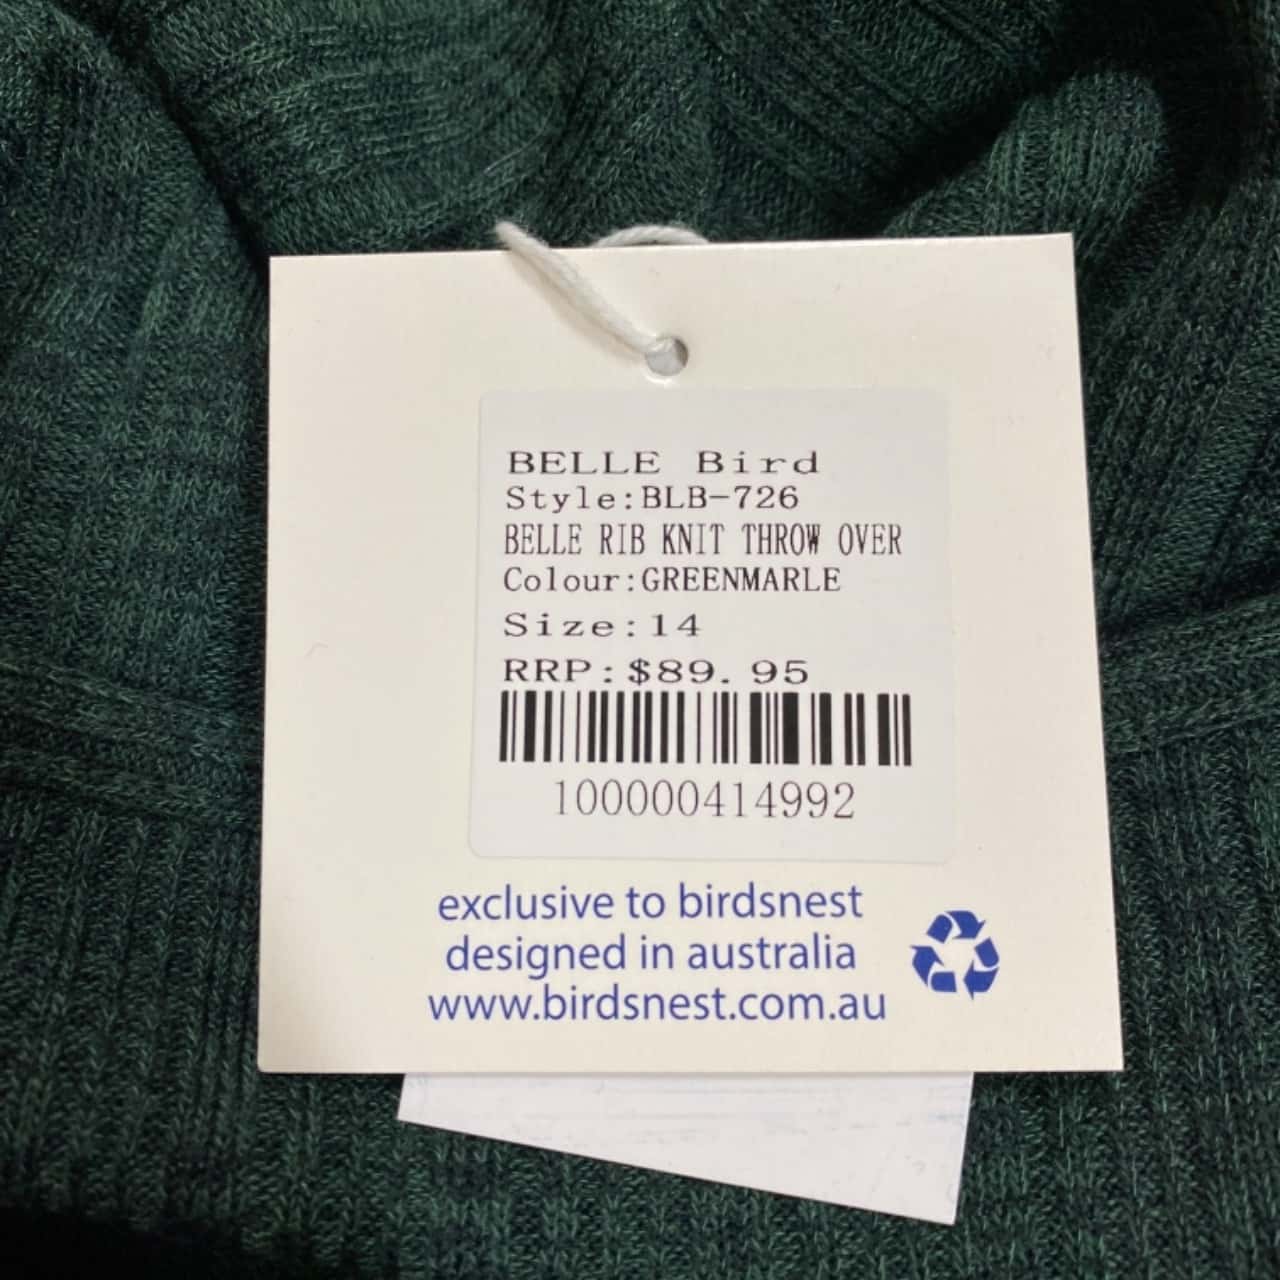 BELLE Bird
Style:BLB-726
BELLE RIB KNIT THROW OVER
Colour:GREENMARLE
Size:14
RRP:$89.95
100000414992
exclusive to birdsnest
designed in australia
www.birdsnest.com.au